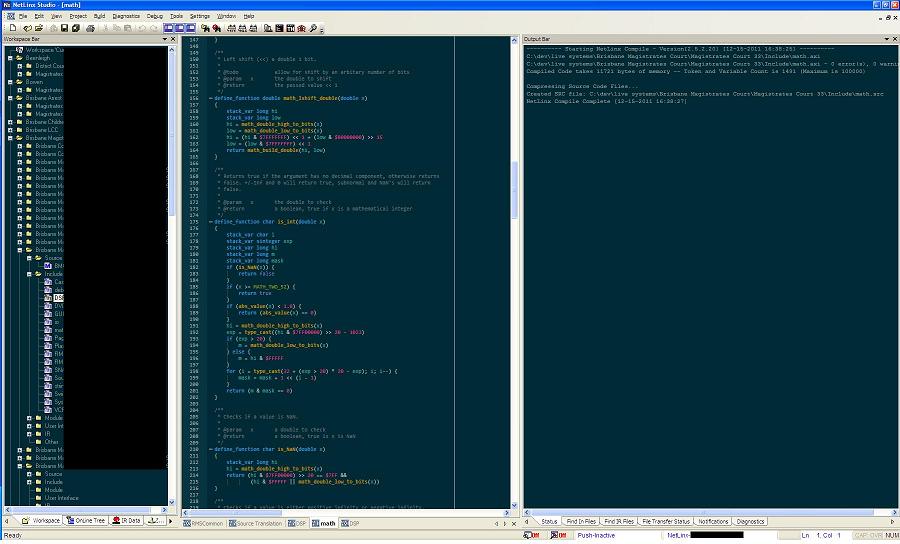 NetLinx Studio - [math]
File Edit View Project Build Diagnostics Debug Tools Settings Window Help
Workspace Bar
Beenleigh
District Court
Magistrates
Bowen
Magistrates
Magistrates
Brisbane Arrest
Magistrates
Brisbane Children
Brisbane LCC
Brisbane Magist
Source
Include
Module
User Int
IR
Other
Brisbane Ma
Brisbane Ma
Brisbane Ma
Source
Include
Module
User Interface
IR
Workspace Online Tree IR Data
147 }
148
149 /**
150 * Left shift (<<) a double 1 bit.
151 *
152 * @todo allow for shift by an arbitrary number of bits
153 * @param x the double to shift
154 * @return the passed value << 1
155 */
156 define_function double math_lshift_double(double x)
157 {
158 stack_var long hi
159 stack_var long low
160 hi = math_double_high_to_bits(x)
161 low = math_double_low_to_bits(x)
162 hi = (hi & $7FFFFFFF) << 1 + (low & $80000000) >> 15
163 low = (low & $7FFFFFFF) << 1
164 return math_build_double(hi, low)
165 }
166
167 /**
168 * Returns true if the argument has no decimal component, otherwise returns
169 * false. +/-Inf and 0 will return true, subnormal and NaN's will return
170 * false.
171 *
172 * @param x the double to check
173 * @return a boolean, true if x is a mathematical integer
174 */
175 define_function char is_int(double x)
176 {
177 stack_var char i
178 stack_var sinteger exp
179 stack_var long hi
180 stack_var long m
181 stack_var long mask
182 if (is_NaN(x)) {
183 return false
184 }
185 if (x >= MATH_TWO_52) {
186 return true
187 }
188 if (abs_value(x) < 1.0) {
189 return (abs_value(x) == 0)
190 }
191 hi = math_double_high_to_bits(x)
192 exp = type_cast((hi & $7FF00000) >> 20 - 1023)
193 if (exp > 20) {
194 m = math_double_low_to_bits(x)
195 } else {
196 m = hi & $FFFFF
197 }
198 for (i = type_cast(32 + (exp > 20) * 20 - exp); i; i--) {
199 mask = mask + 1 << (i - 1)
200 }
201 return (m & mask == 0)
202 }
203
204 /**
205 * Checks if a value is NaN.
206 *
207 * @param x a double to check
208 * @return a boolean, true is x is NaN
209 */
210 define_function char is_NaN(double x)
211 {
212 stack_var long hi
213 hi = math_double_high_to_bits(x)
214 return (hi & $7FF00000) >> 20 == $7FF &&
215 (hi & $FFFFF || math_double_low_to_bits(x))
216 }
217
218 /**
219 * Checks if a value is either positive infinity or negative infinity
RMSCommon Source Translation DSP math DSP
Output Bar
---------- Starting NetLinx Compile - Version[2.5.2.20] [12-15-2011 16:38:25] ----------
C:\dev\live systems\Brisbane Magistrates Court\Magistrates Court 33\Include\math.axi
C:\dev\live systems\Brisbane Magistrates Court\Magistrates Court 33\Include\math.axi - 0 error(s), 0 warni
Compiled Code takes 11721 bytes of memory -- Token and Variable Count is 1491 (Maximum is 100000)
Compressing Source Code Files...
Created SRC file: C:\dev\live systems\Brisbane Magistrates Court\Magistrates Court 33\Include\math.src
NetLinx Compile Complete [12-15-2011 16:38:27]
Status Find In Files Find IR Files File Transfer Status Notifications Diagnostics
Off Off Push-Inactive NetLinx- Ln 1, Col 1 CAP OVR NUM